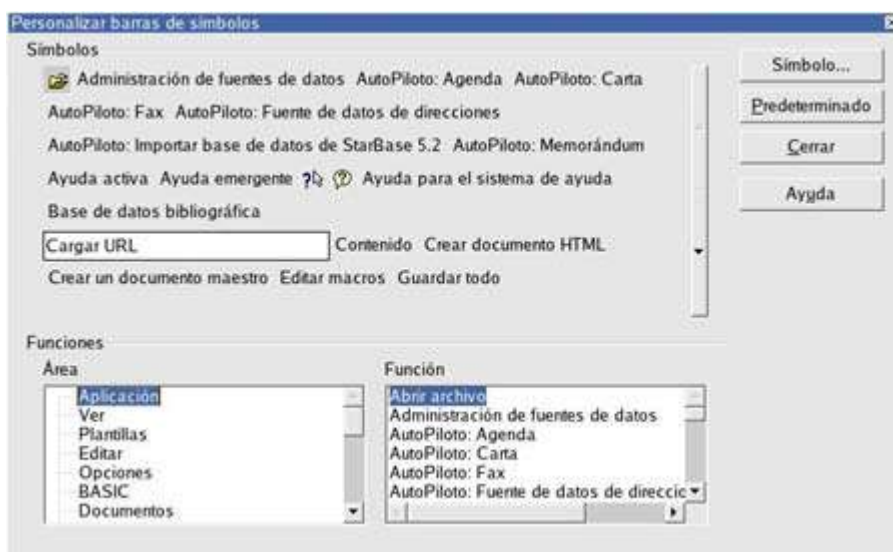 Personalizar barras de símbolos
Símbolos
Administración de fuentes de datos AutoPiloto: Agenda AutoPiloto: Carta
AutoPiloto: Fax AutoPiloto: Fuente de datos de direcciones
AutoPiloto: Importar base de datos de StarBase 5.2 AutoPiloto: Memorándum
Ayuda activa Ayuda emergente Ayuda para el sistema de ayuda
Base de datos bibliográfica
Cargar URL Contenido Crear documento HTML
Crear un documento maestro Editar macros Guardar todo
Símbolo...
Predeterminado
Cerrar
Ayuda
Funciones
Área
Aplicación
Ver
Plantillas
Editar
Opciones
BASIC
Documentos
Función
Abrir archivo
Administración de fuentes de datos
AutoPiloto: Agenda
AutoPiloto: Carta
AutoPiloto: Fax
AutoPiloto: Fuente de datos de direccic